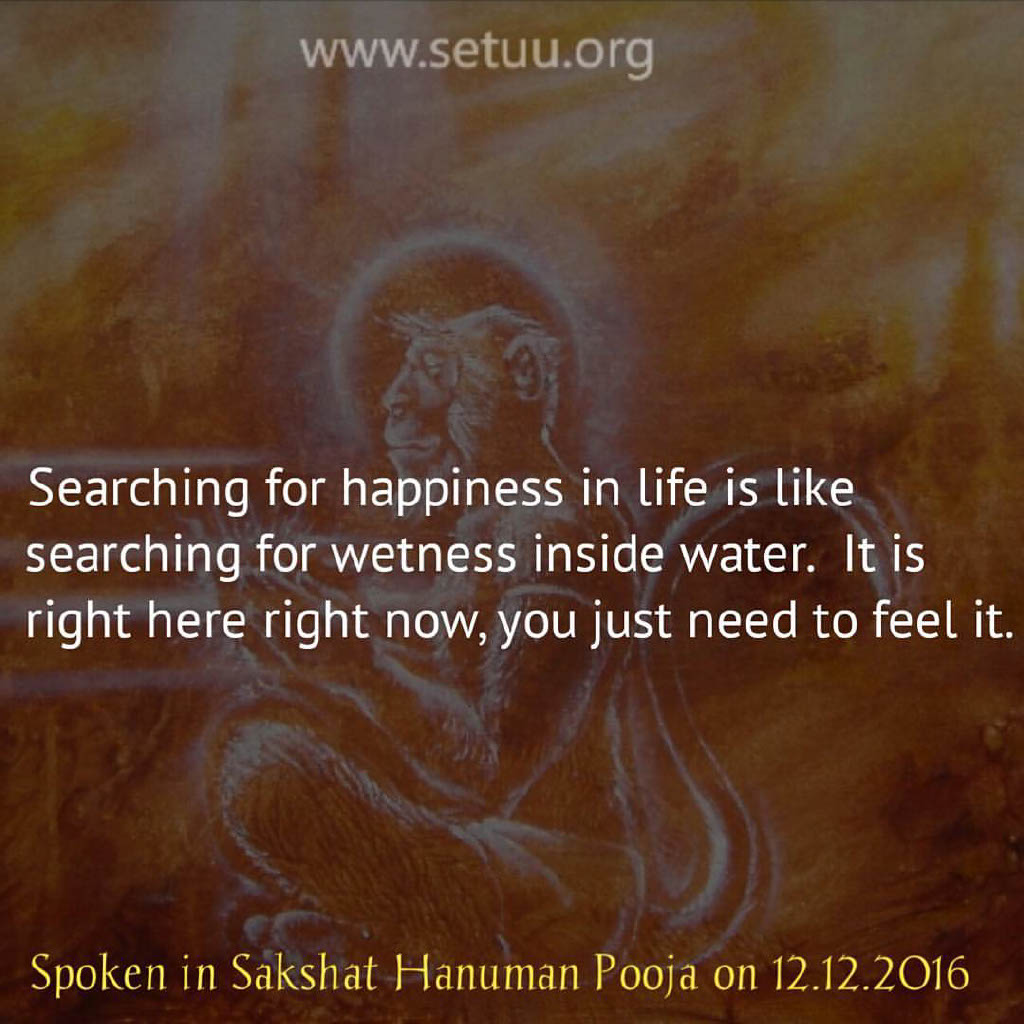 www.setuu.org
Searching for happiness in life is like
searching for wetness inside water.  It is
right here right now, you just need to feel it.
Spoken in Sakshat Hanuman Pooja on 12.12.2016